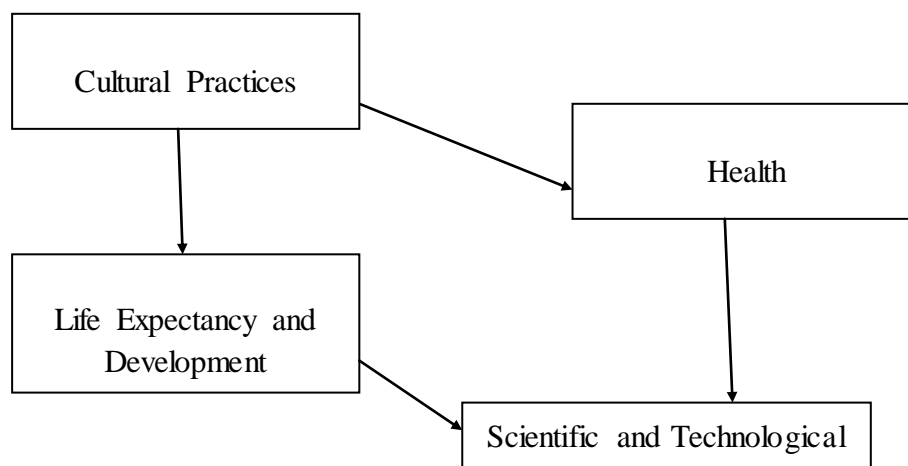 Cultural Practices
Health
Life Expectancy and
Development
Scientific and Technological